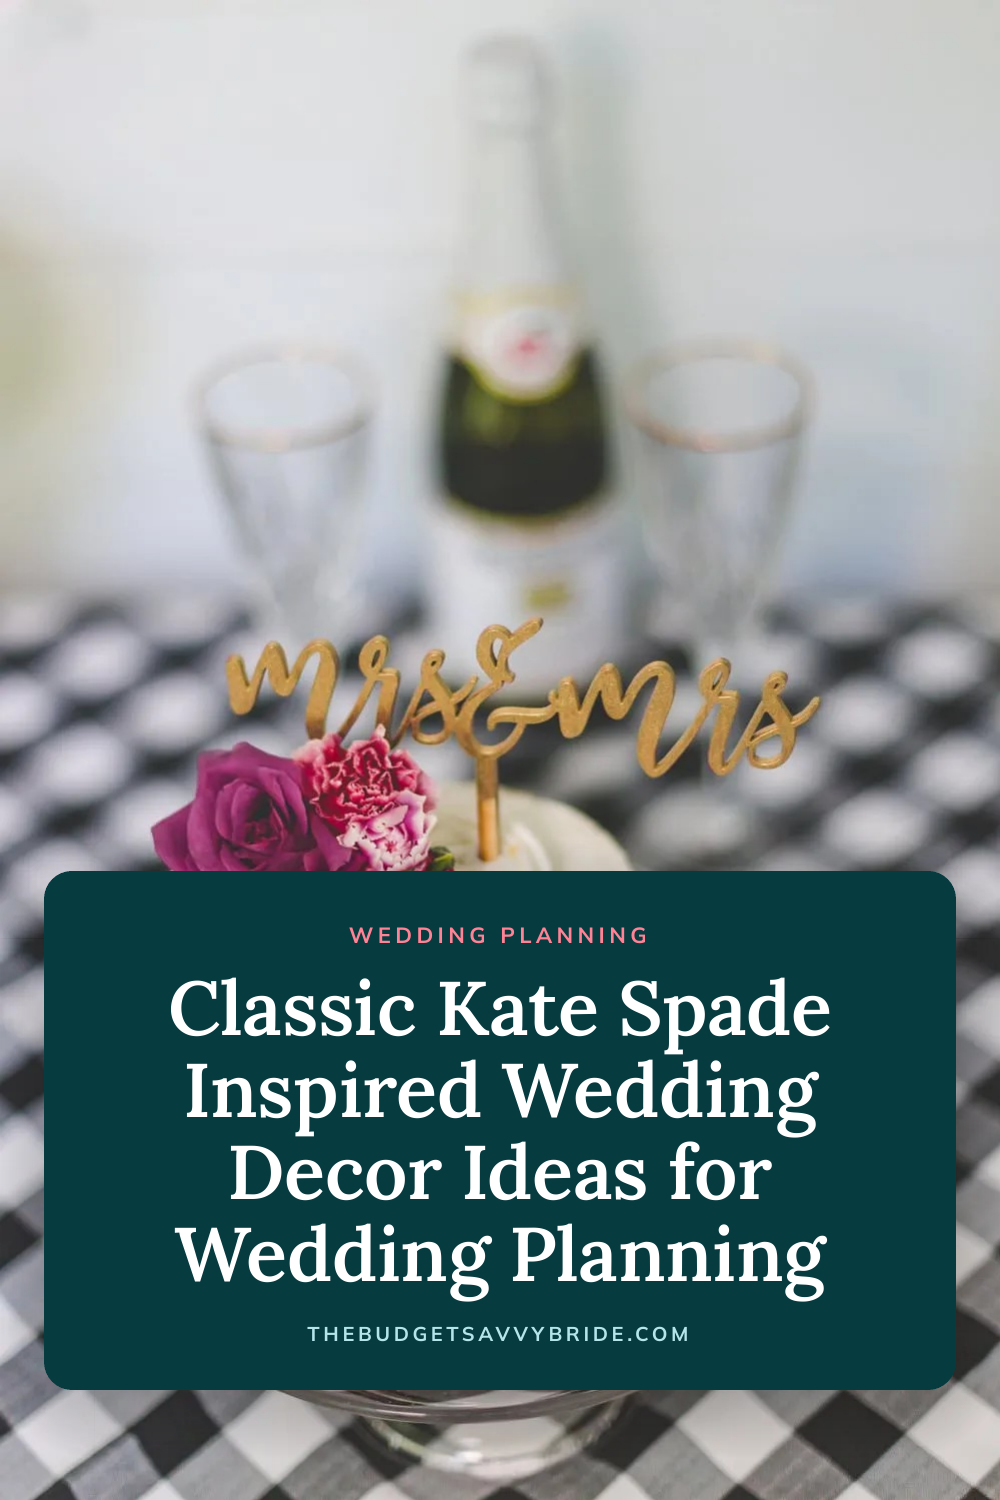 mrs & mrs
WEDDING PLANNING
Classic Kate Spade
Inspired Wedding
Decor Ideas for
Wedding Planning
THEBUDGETSAVVYBRIDE.COM